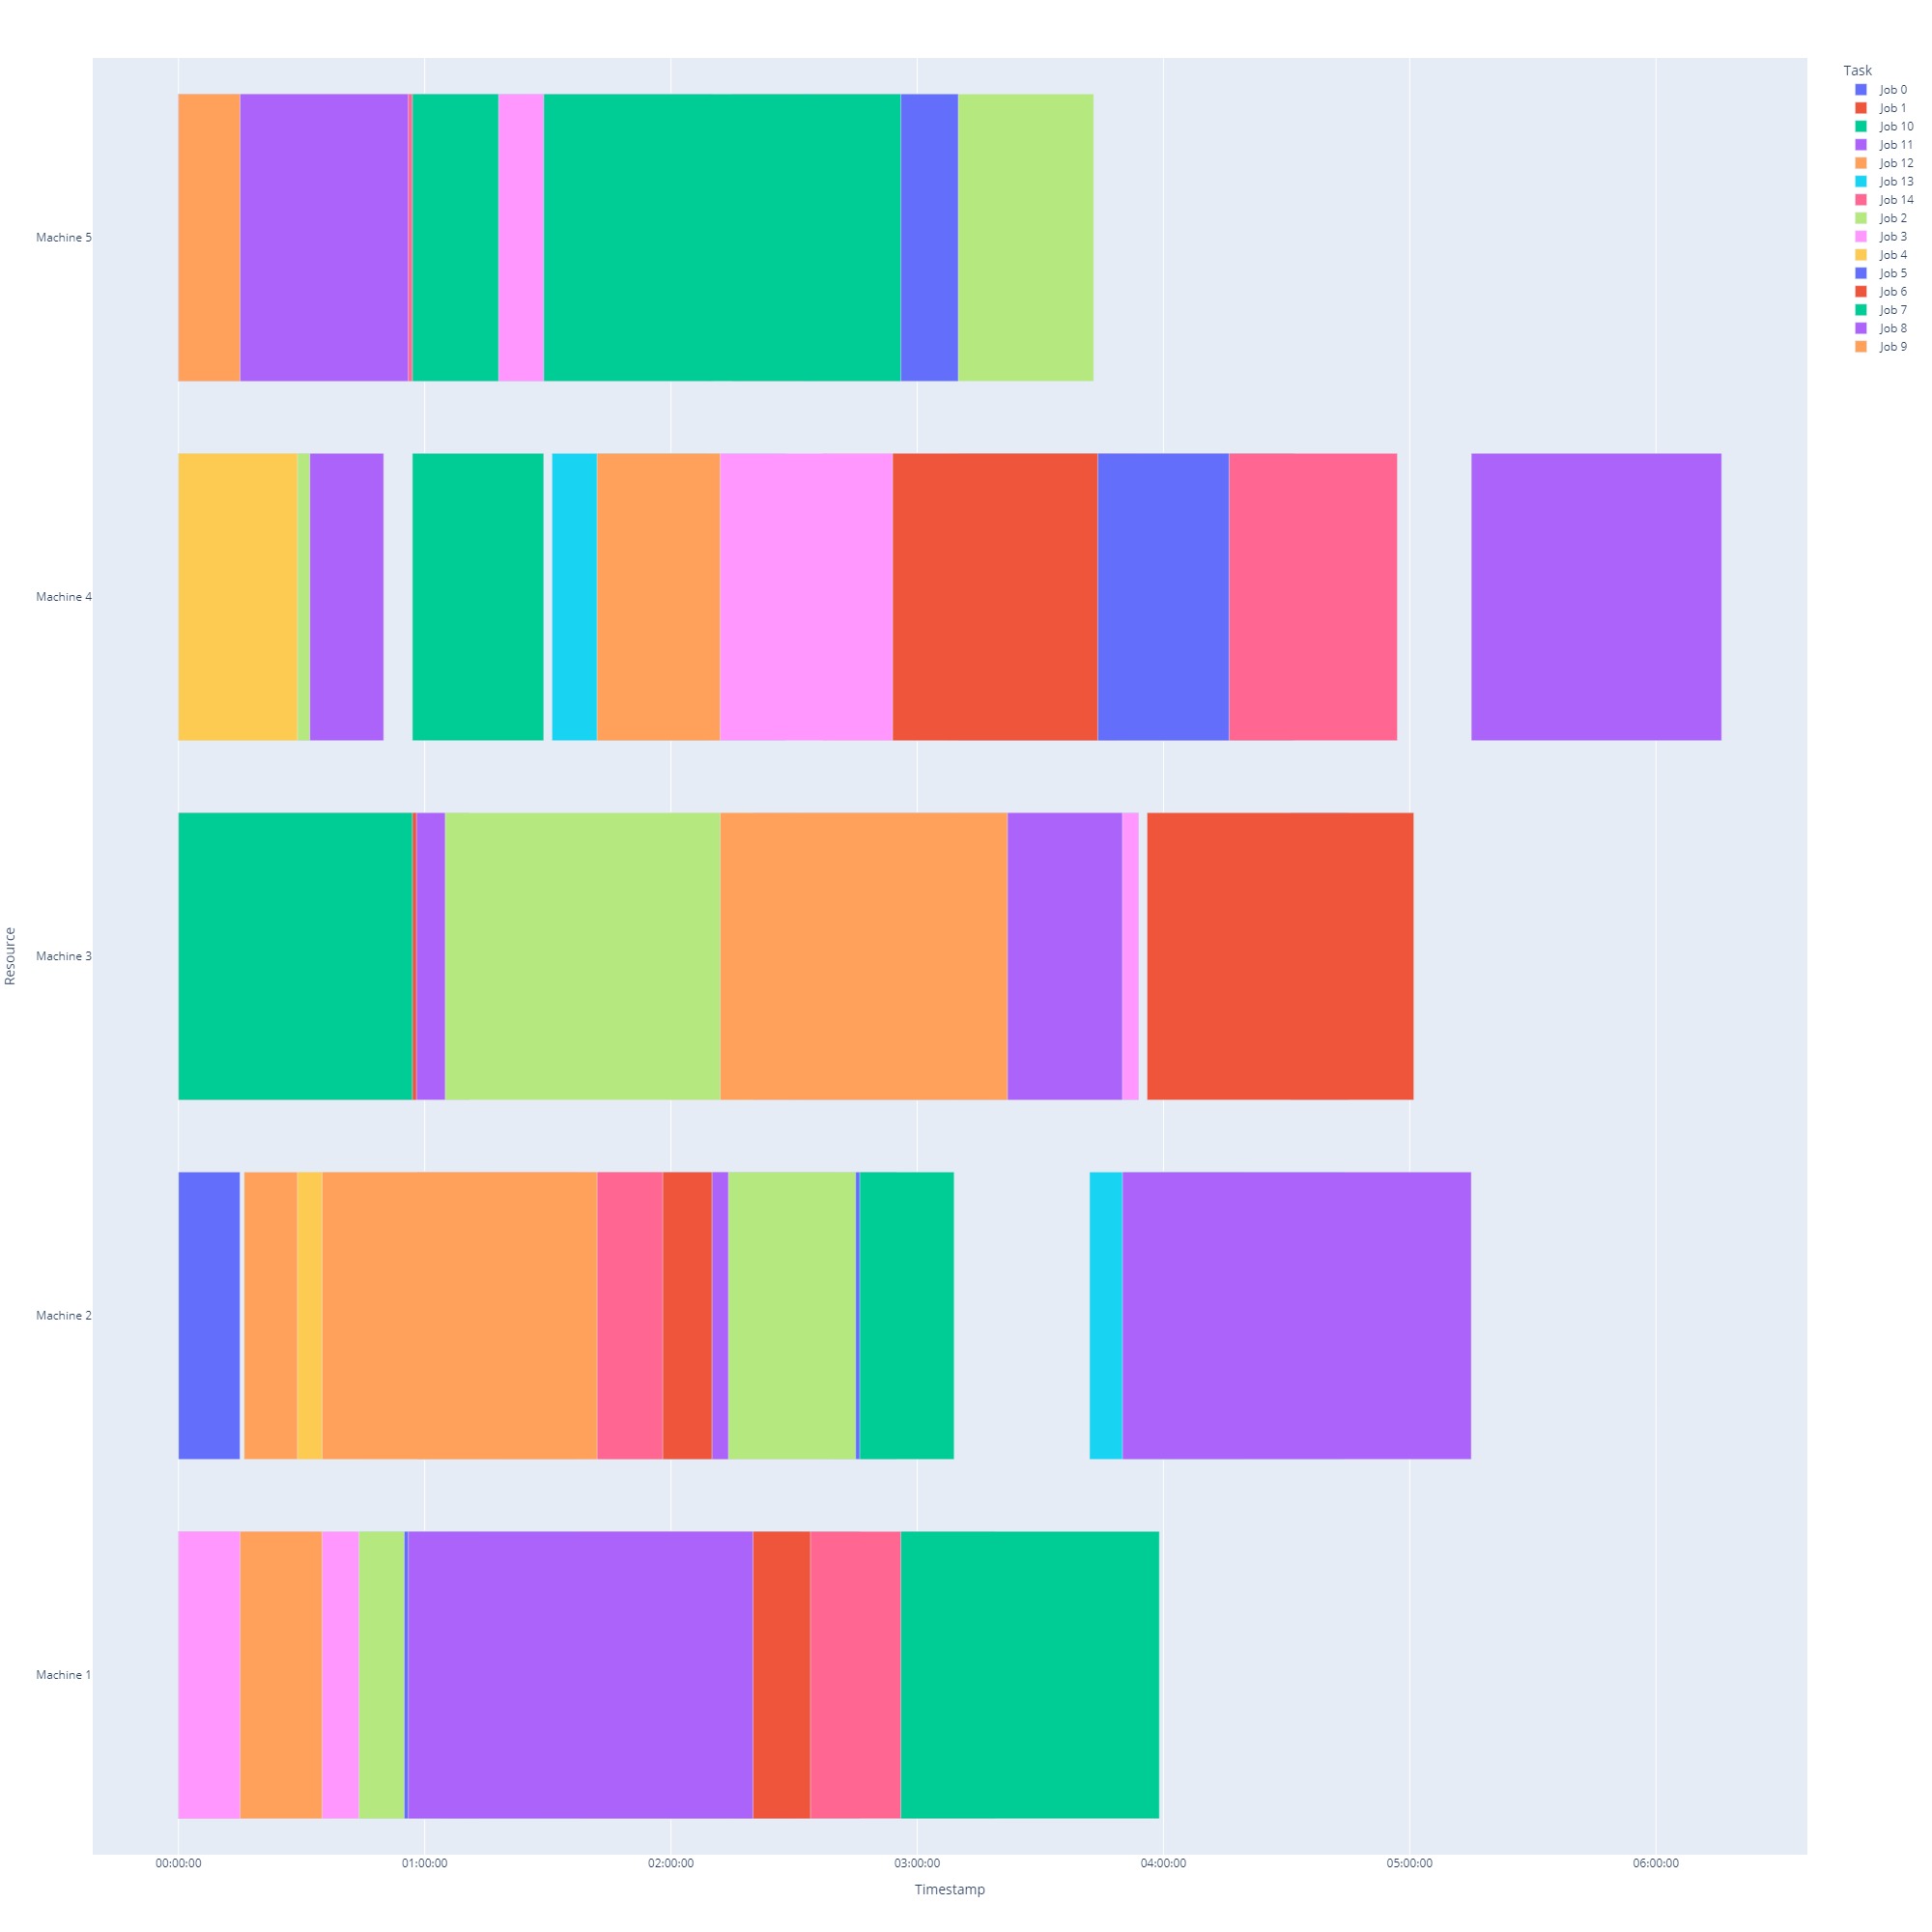 Task
Job 0
Job 1
Job 10
Job 11
Job 12
Job 13
Job 14
Job 2
Job 3
Job 4
Job 5
Job 6
Job 7
Job 8
Job 9
Machine 5
Machine 4
Machine 3
Machine 2
Machine 1
Resource
00:00:00 01:00:00 02:00:00 03:00:00 04:00:00 05:00:00 06:00:00
Timestamp